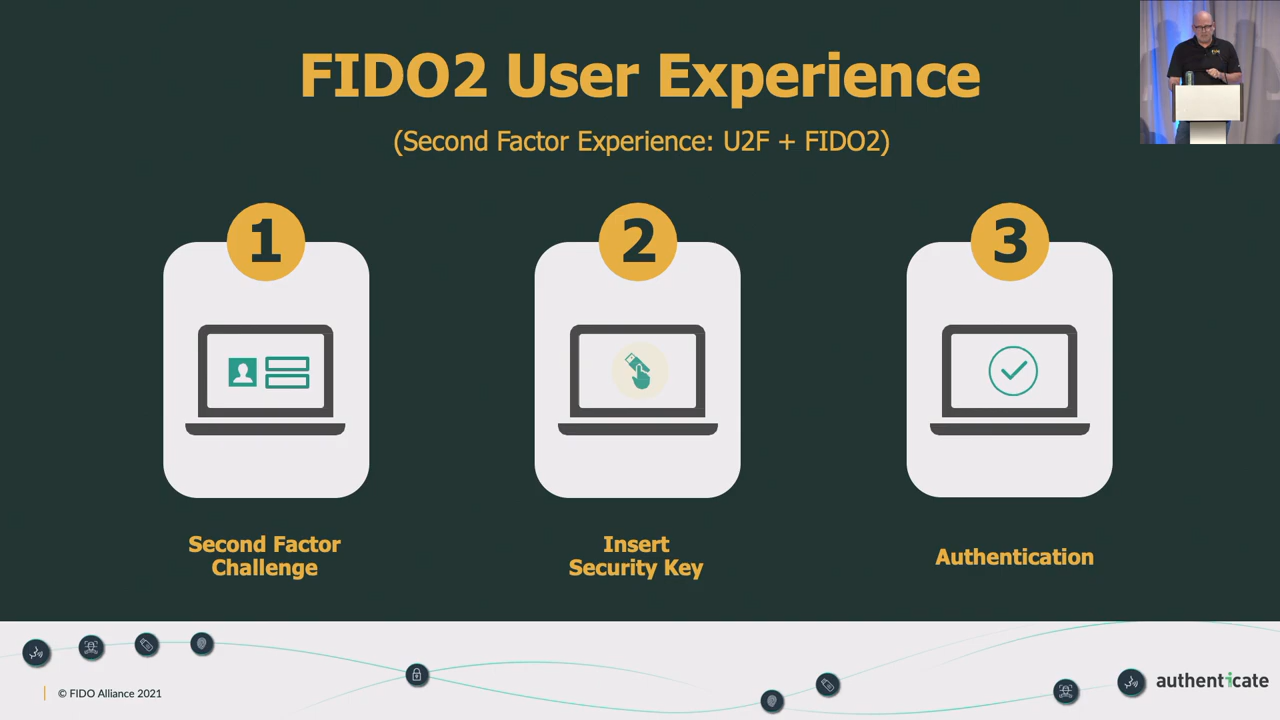 FIDO2 User Experience
(Second Factor Experience: U2F + FIDO2)
1
2
3
Second Factor
Challenge
Insert
Security Key
Authentication
© FIDO Alliance 2021
authenticate